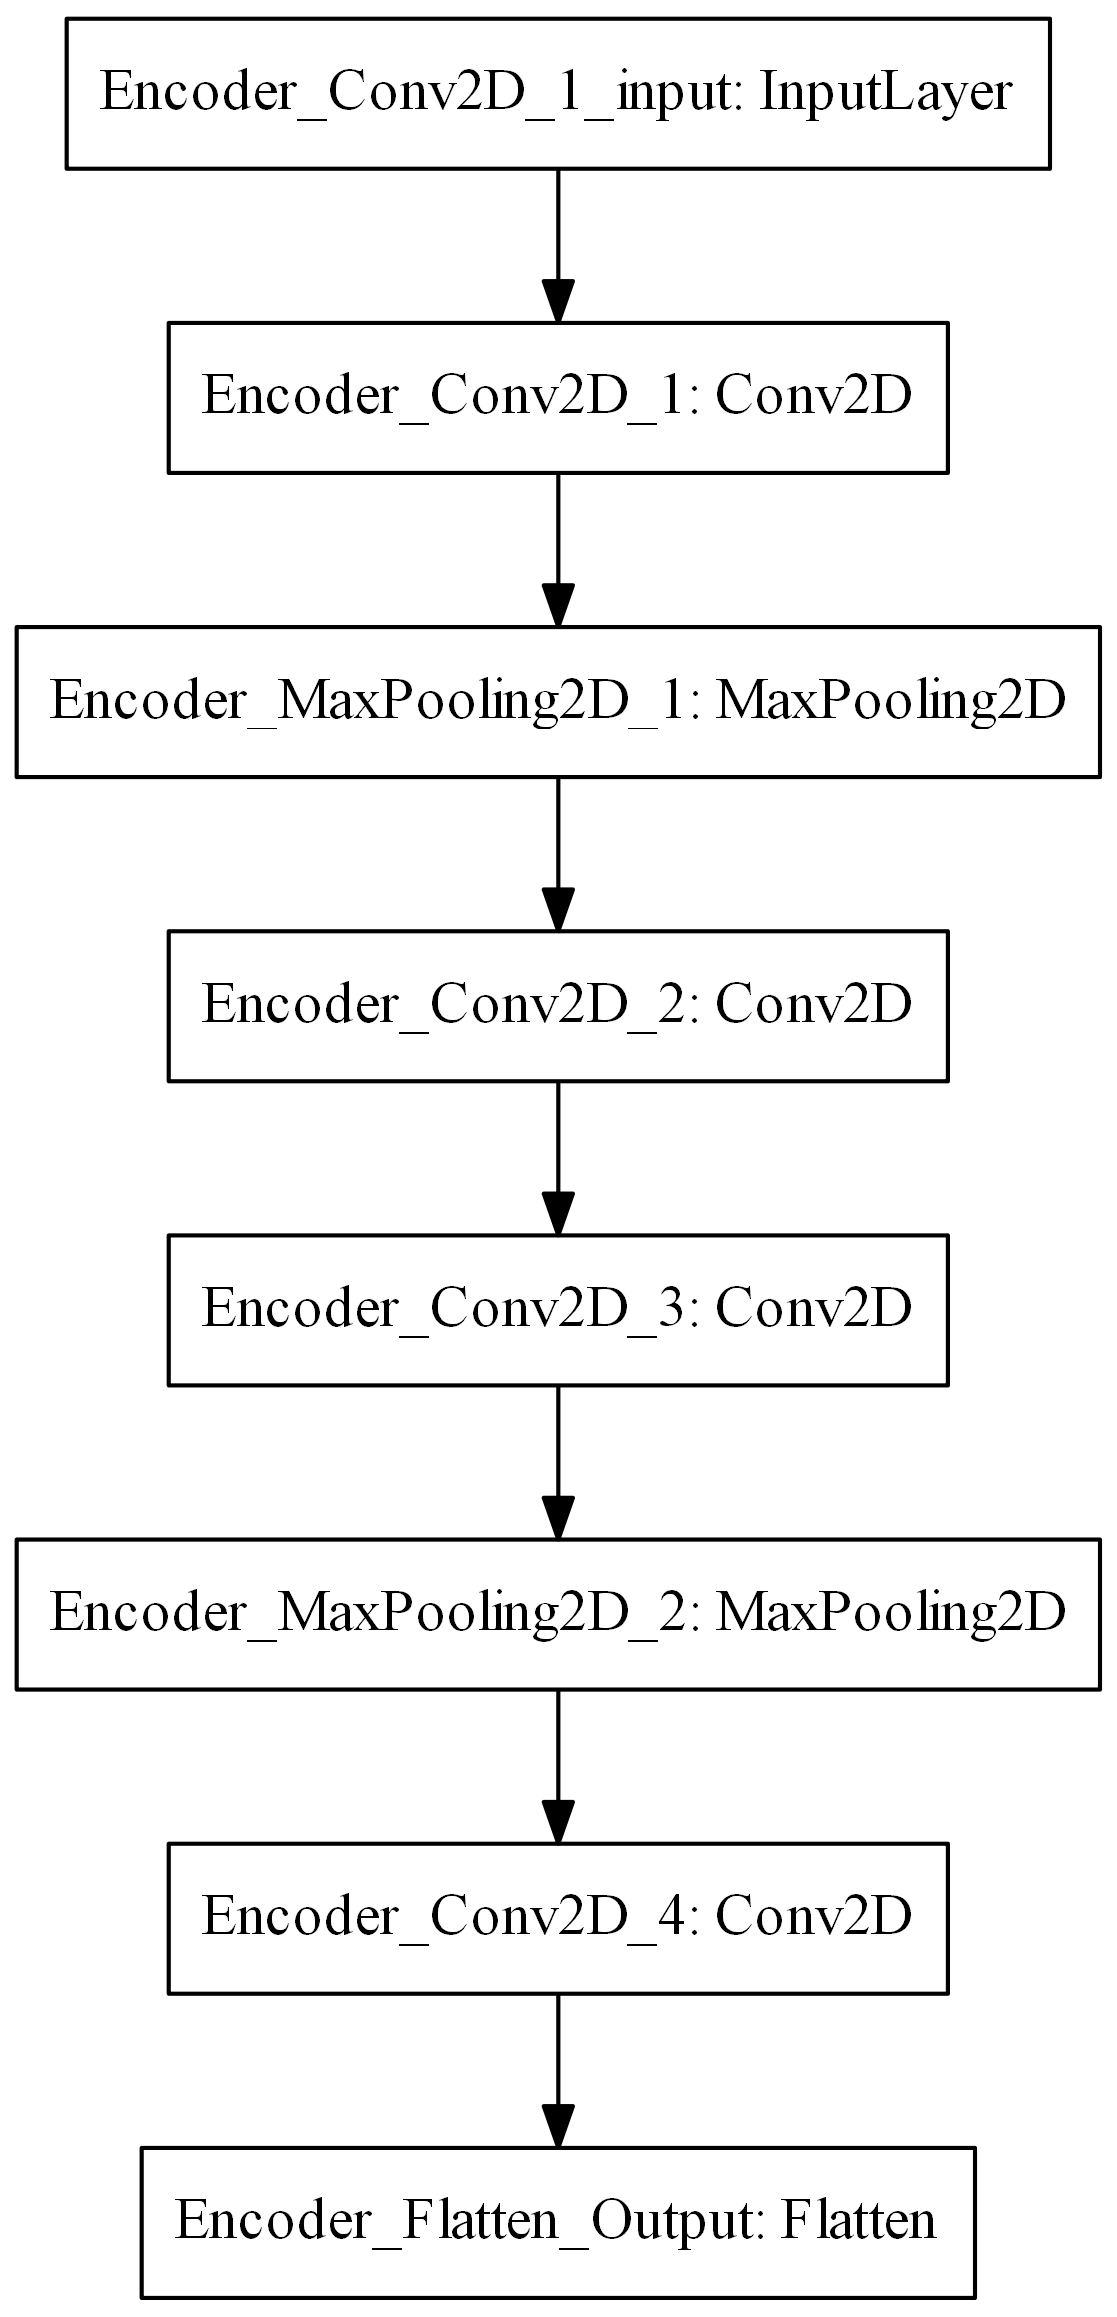 Encoder_Conv2D_1_input: InputLayer
Encoder_Conv2D_1: Conv2D
Encoder_MaxPooling2D_1: MaxPooling2D
Encoder_Conv2D_2: Conv2D
Encoder_Conv2D_3: Conv2D
Encoder_MaxPooling2D_2: MaxPooling2D
Encoder_Conv2D_4: Conv2D
Encoder_Flatten_Output: Flatten